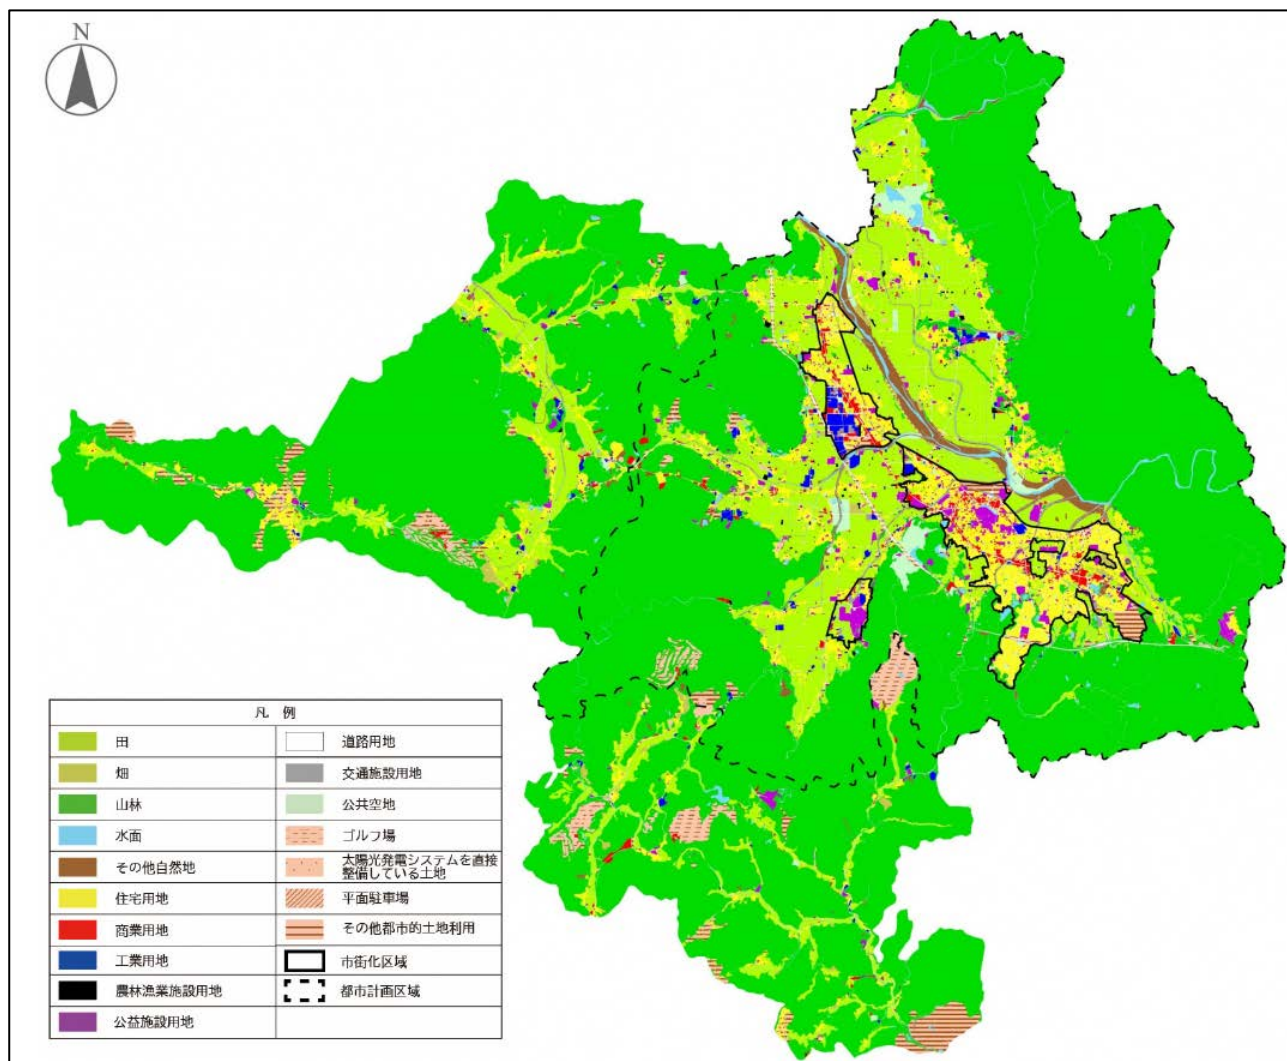 N
凡 例
田
道路用地
畑
交通施設用地
山林
公共空地
水面
ゴルフ場
その他自然地
太陽光発電システムを直接
整備している土地
住宅用地
平面駐車場
商業用地
その他都市的土地利用
工業用地
市街化区域
農林漁業施設用地
都市計画区域
公益施設用地